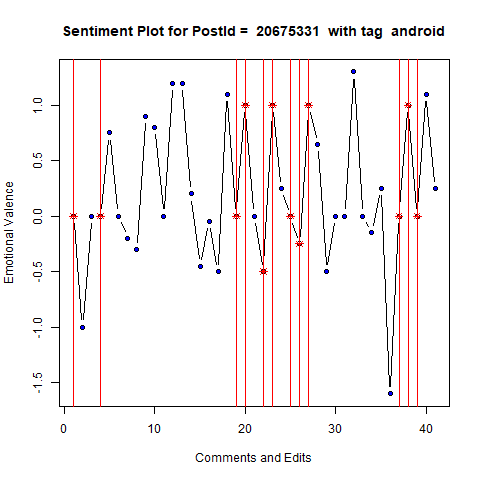 Sentiment Plot for PostId =  20675331  with tag  android
Emotional Valence
1.0
0.5
0.0
-0.5
-1.0
-1.5
0 10 20 30 40
Comments and Edits